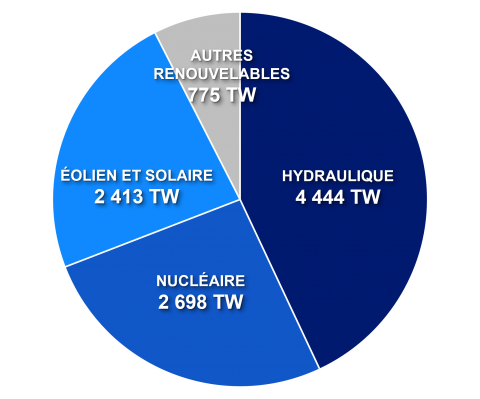 AUTRES
RENOUVELABLES
775 TW
ÉOLIEN ET SOLAIRE
2 413 TW
HYDRAULIQUE
4 444 TW
NUCLÉAIRE
2 698 TW